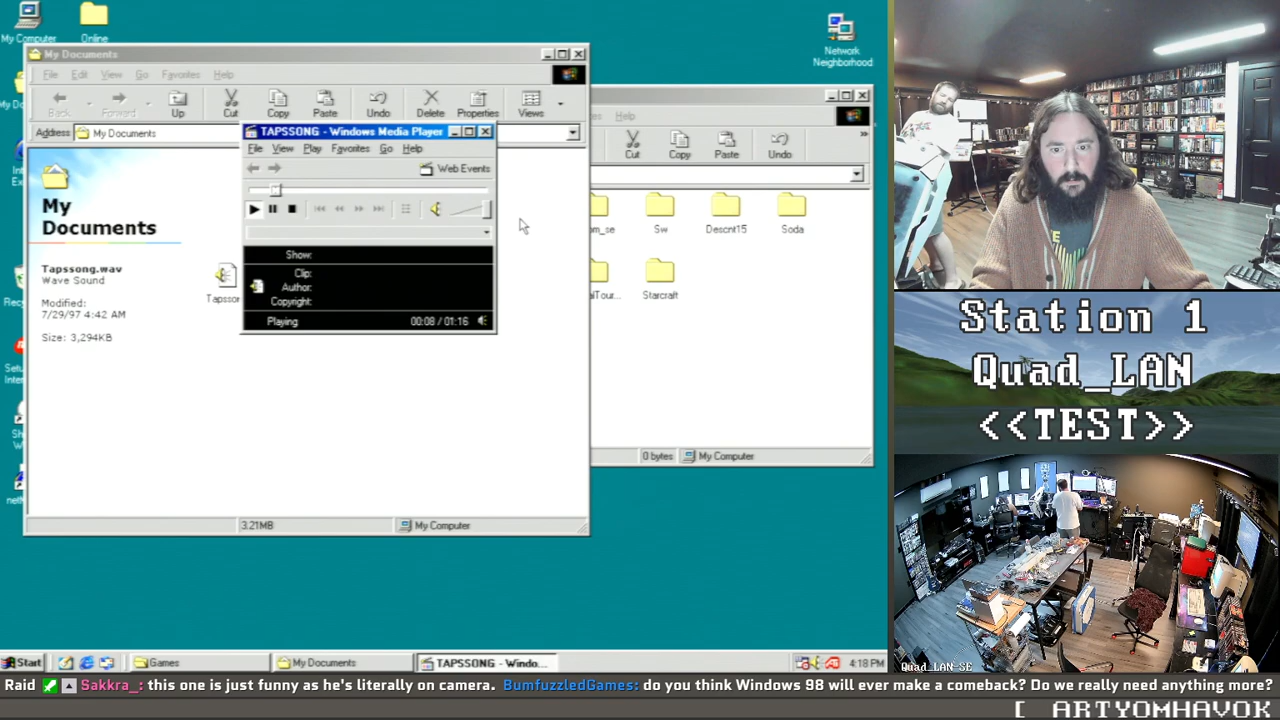 My Computer
Online
Network
Neighborhood
My Documents
File Edit View Go Favorites Help
Back Forward Up Cut Copy Paste Undo Delete Properties Views
Address My Documents
My
Documents
Tapssong.wav
Wave Sound
Modified:
7/29/97 4:42 AM
Size: 3,294KB
3.21MB
My Computer
TAPSSONG - Windows Media Player
File View Play Favorites Go Help
Web Events
Show:
Clip:
Author:
Copyright:
Playing
00:08 / 01:16
Help
Cut Copy Paste Undo
Sw Descnt15 Soda
Starcraft
0 bytes My Computer
Start Games My Documents TAPSSONG - Windo... 4:18 PM
Station 1
Quad_LAN
<<TEST>>
Quad_LAN-SE
Raid Sakkra_: this one is just funny as he's literally on camera. BumfuzzledGames: do you think Windows 98 will ever make a comeback? Do we really need anything more?
[ ARTYOMHAVOK